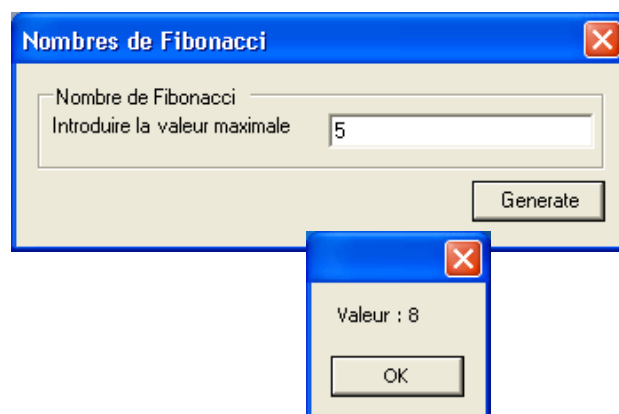 Nombres de Fibonacci
Nombre de Fibonacci
Introduire la valeur maximale 5
Generate
Valeur : 8
OK